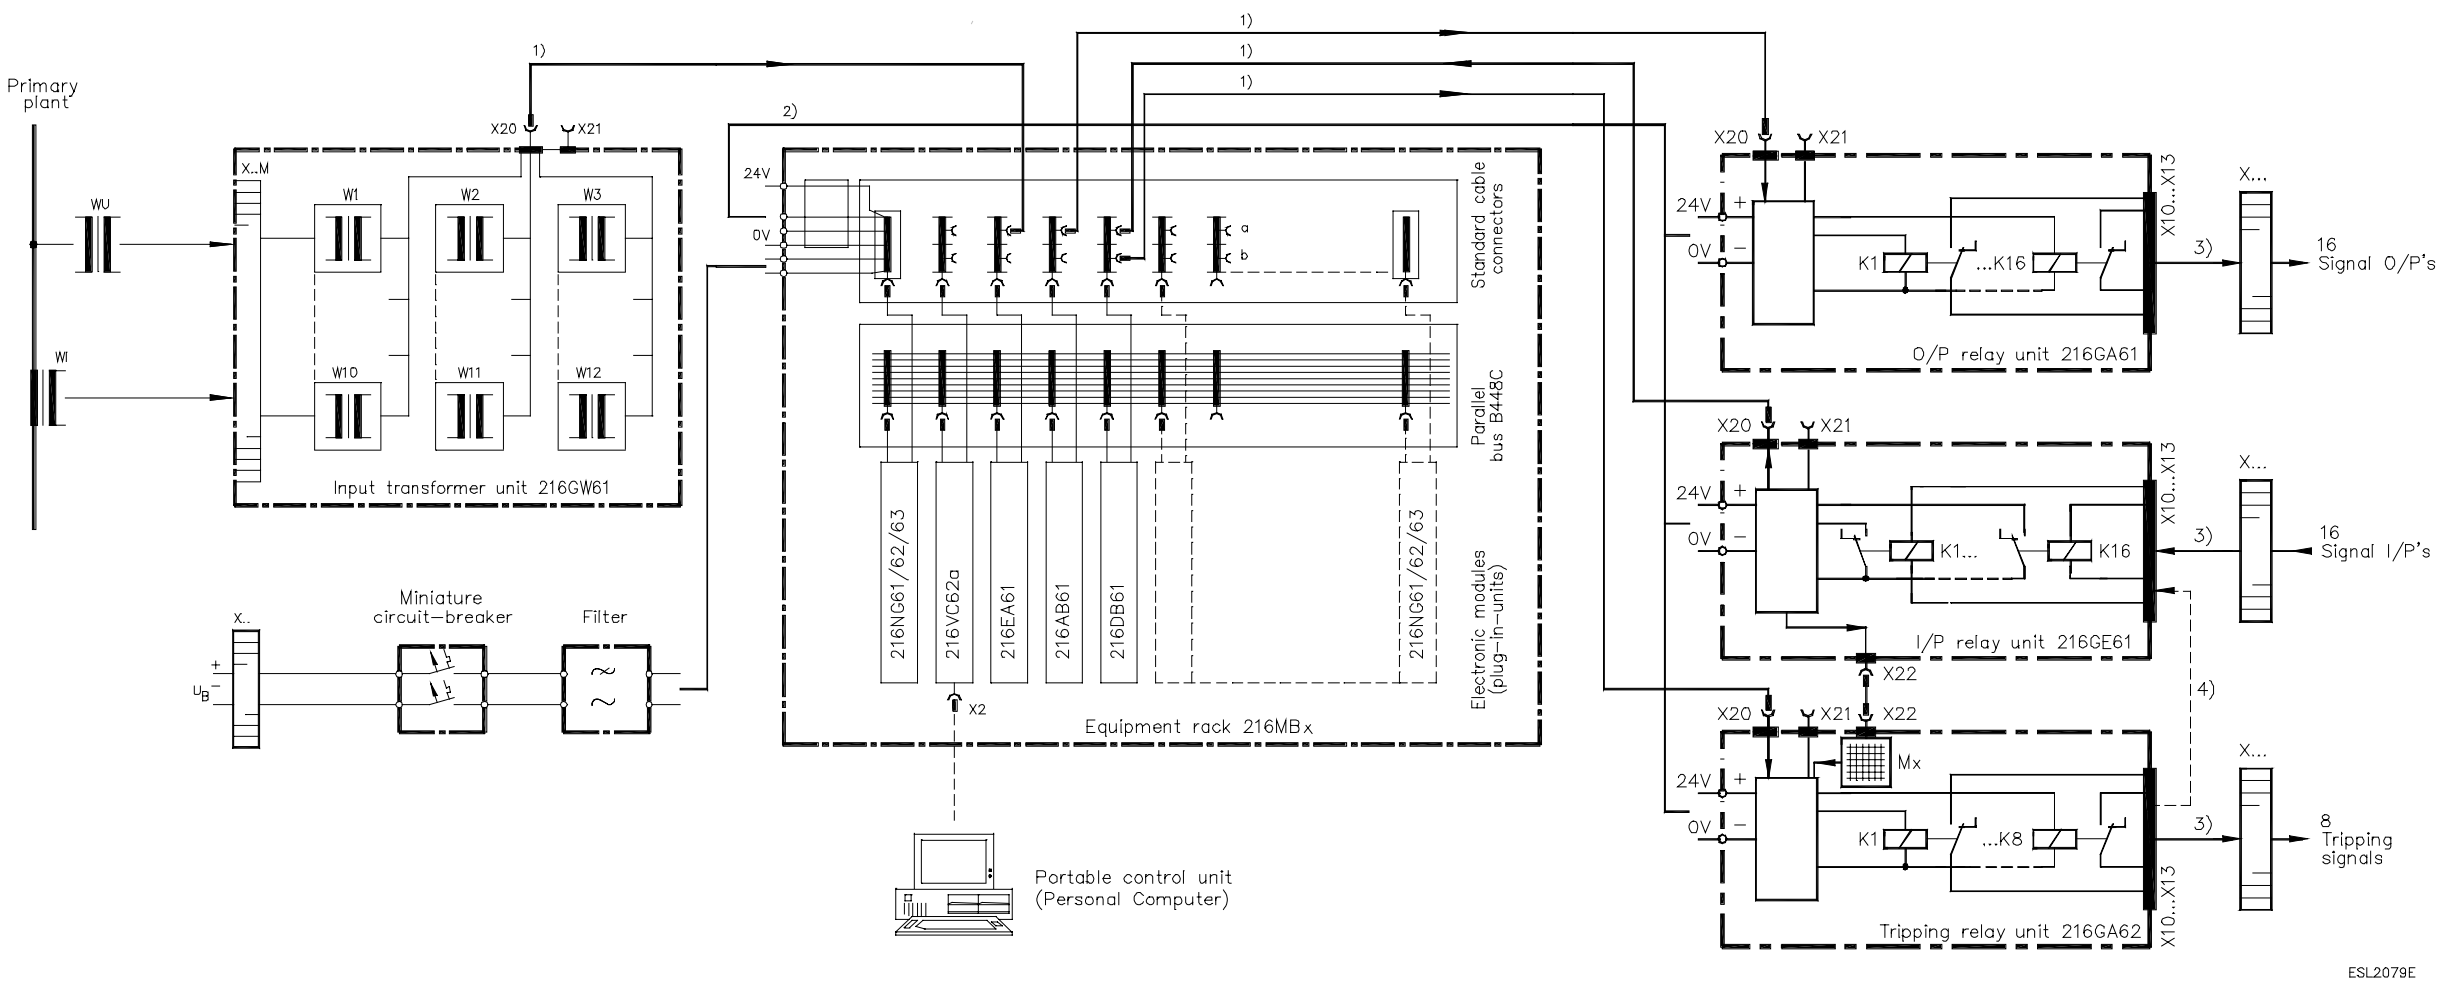 Primary
plant
WU
WI
1)
X20
X21
X..M
W1
W2
W3
W10
W11
W12
Input transformer unit 216GW61
X..
+
UB
−
Miniature
circuit-breaker
Filter
2)
24V
0V
1)
1)
1)
a
b
Standard cable
connectors
Parallel
bus B448C
216NG61/62/63
216VC62a
216EA61
216AB61
216DB61
216NG61/62/63
Electronic modules
(plug-in-units)
X2
Equipment rack 216MBx
Portable control unit
(Personal Computer)
X20
X21
24V
+
0V
−
K1
...K16
X10...X13
3)
X...
16
Signal O/P's
O/P relay unit 216GA61
X20
X21
24V
+
0V
−
K1...
K16
X10...X13
3)
X...
16
Signal I/P's
I/P relay unit 216GE61
X22
4)
X20
X21
X22
Mx
24V
+
0V
−
K1
...K8
X10...X13
3)
X...
8
Tripping
signals
Tripping relay unit 216GA62
ESL2079E